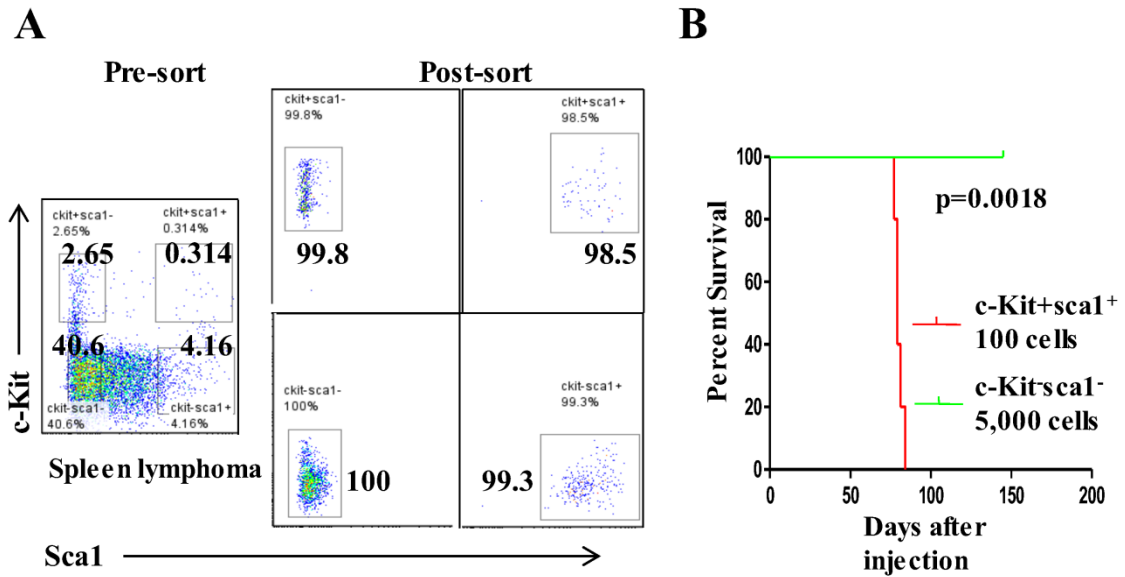 A
B
Pre-sort
Post-sort
ckit+sca1-
99.8%
99.8
ckit+sca1+
98.5%
98.5
ckit+sca1-
2.65%
2.65
ckit+sca1+
0.314%
0.314
40.6
4.16
ckit-sca1-
40.6%
ckit-sca1+
4.16%
ckit-sca1-
100%
100
ckit-sca1+
99.3%
99.3
c-Kit
Spleen lymphoma
Sca1
Percent Survival
100
80
60
40
20
0
0
50
100
150
200
Days after
injection
p=0.0018
c-Kit+sca1+
100 cells
c-Kit-sca1-
5,000 cells